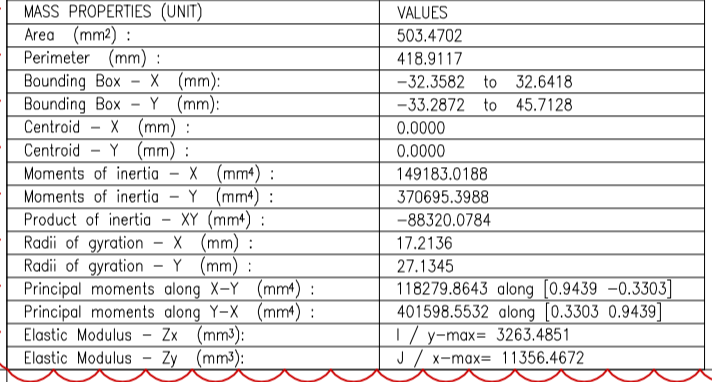 MASS PROPERTIES (UNIT) VALUES
Area (mm2) : 503.4702
Perimeter (mm) : 418.9117
Bounding Box – X (mm): –32.3582 to 32.6418
Bounding Box – Y (mm): –33.2872 to 45.7128
Centroid – X (mm) : 0.0000
Centroid – Y (mm) : 0.0000
Moments of inertia – X (mm⁴) : 149183.0188
Moments of inertia – Y (mm⁴) : 370695.3988
Product of inertia – XY (mm⁴) : –88320.0784
Radii of gyration – X (mm) : 17.2136
Radii of gyration – Y (mm) : 27.1345
Principal moments along X–Y (mm⁴) : 118279.8643 along [0.9439 –0.3303]
Principal moments along Y–X (mm⁴) : 401598.5532 along [0.3303 0.9439]
Elastic Modulus – Zx (mm³): I / y–max= 3263.4851
Elastic Modulus – Zy (mm³): J / x–max= 11356.4672